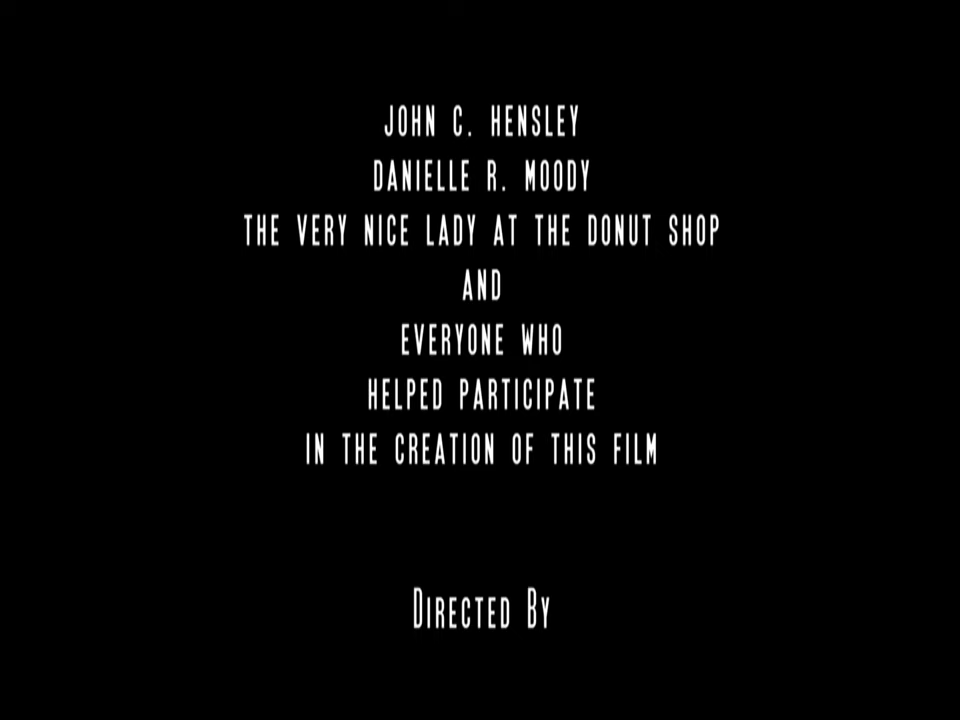 JOHN C. HENSLEY
DANIELLE R. MOODY
THE VERY NICE LADY AT THE DONUT SHOP
AND
EVERYONE WHO
HELPED PARTICIPATE
IN THE CREATION OF THIS FILM
DIRECTED BY